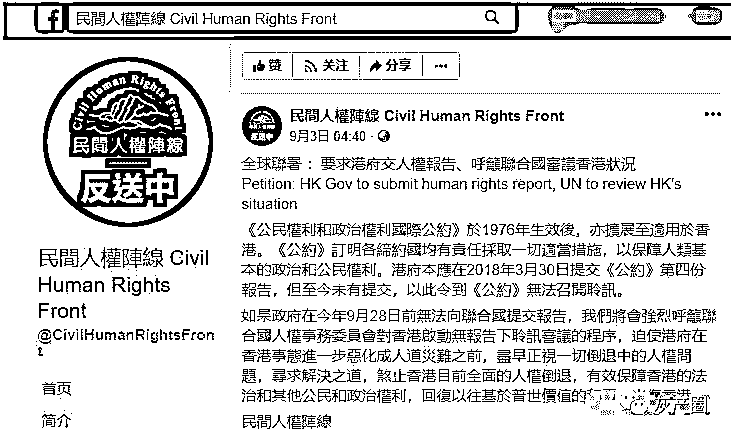 民間人權陣線 Civil Human Rights Front
Civil Human Rights Front
民間人權陣線
反送中
民間人權陣線 Civil
Human Rights
Front
@CivilHumanRightsFron
t
首页
简介
赞 关注 分享
民間人權陣線 Civil Human Rights Front
9月3日 04:40
全球聯署：要求港府交人權報告、呼籲聯合國審議香港狀況
Petition: HK Gov to submit human rights report, UN to review HK's
situation
《公民權利和政治權利國際公約》於1976年生效後，亦擴展至適用於香
港。《公約》訂明各締約國均有責任採取一切適當措施，以保障人類基
本的政治和公民權利。港府本應在2018年3月30日提交《公約》第四份
報告，但至今未有提交，以此令到《公約》無法召開聆訊。
如是政府在今年9月28日前無法向聯合國提交報告，我們將會強烈呼籲聯
合國人權事務委員會對香港啟動無報告下聆訊審議的程序，迫使港府在
香港事態進一步惡化成人道災難之前，盡早正視一切倒退中的人權問
題，尋求解決之道，煞止香港目前全面的人權倒退，有效保障香港的法
治和其他公民和政治權利，回復以往基於普世價值的
民間人權陣線